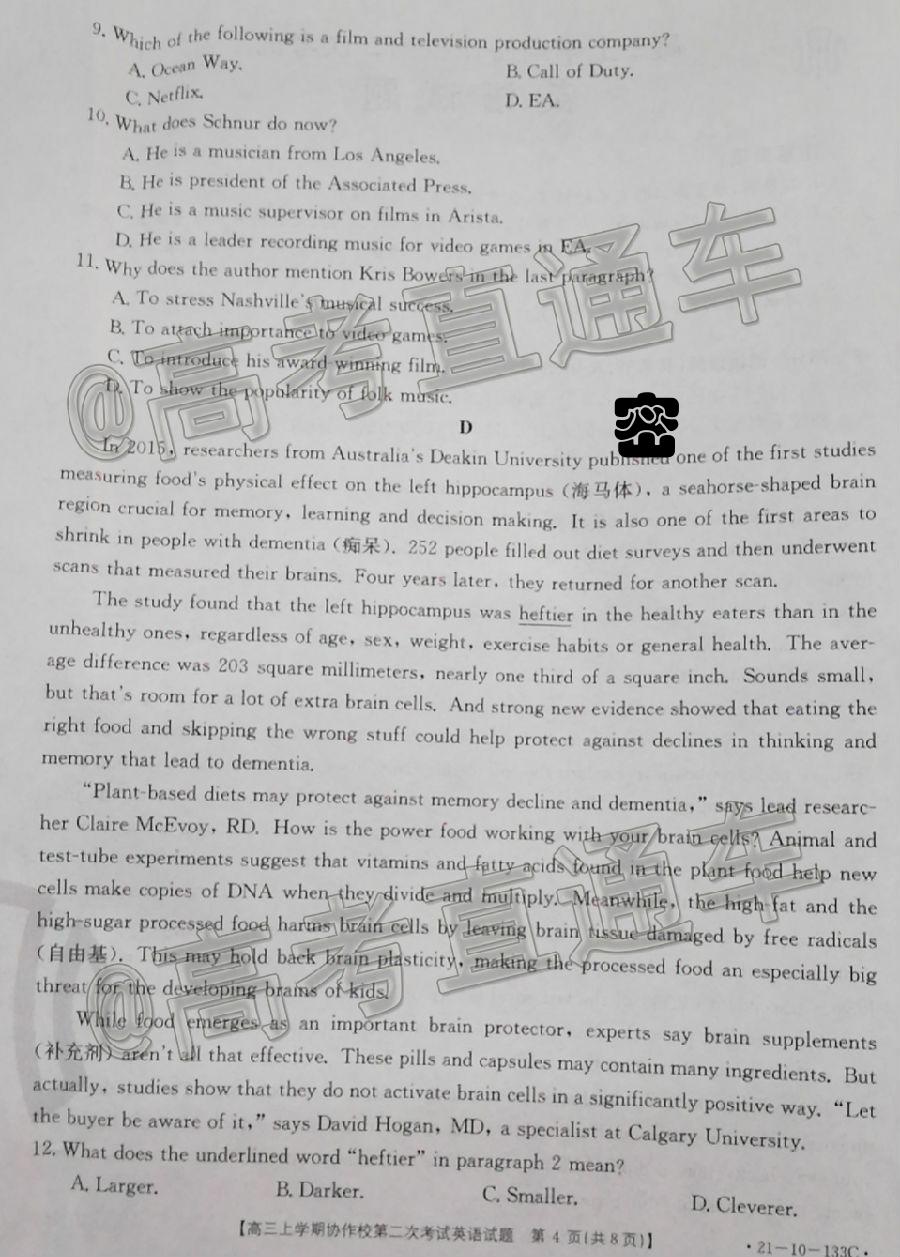 9. Which of the following is a film and television production company?
A. Ocean Way. B. Call of Duty.
C. Netflix. D. EA.
10. What does Schnur do now?
A. He is a musician from Los Angeles.
B. He is president of the Associated Press.
C. He is a music supervisor on films in Arista.
D. He is a leader recording music for video games in EA.
11. Why does the author mention Kris Bowers in the last paragraph?
A. To stress Nashville's musical success.
B. To attach importance to video games.
C. To introduce his award-winning film.
D. To show the popularity of folk music.
@高考直通车
密
D
In 2015, researchers from Australia's Deakin University published one of the first studies
measuring food's physical effect on the left hippocampus (海马体), a seahorse-shaped brain
region crucial for memory, learning and decision making. It is also one of the first areas to
shrink in people with dementia (痴呆). 252 people filled out diet surveys and then underwent
scans that measured their brains. Four years later, they returned for another scan.
The study found that the left hippocampus was heftier in the healthy eaters than in the
unhealthy ones, regardless of age, sex, weight, exercise habits or general health. The aver-
age difference was 203 square millimeters, nearly one third of a square inch. Sounds small,
but that's room for a lot of extra brain cells. And strong new evidence showed that eating the
right food and skipping the wrong stuff could help protect against declines in thinking and
memory that lead to dementia.
"Plant-based diets may protect against memory decline and dementia," says lead researc-
her Claire McEvoy, RD. How is the power food working with your brain cells? Animal and
test-tube experiments suggest that vitamins and fatty acids found in the plant food help new
cells make copies of DNA when they divide and multiply. Meanwhile, the high-fat and the
high-sugar processed food harms brain cells by leaving brain tissue damaged by free radicals
(自由基). This may hold back brain plasticity, making the processed food an especially big
threat for the developing brains of kids.
@高考直通车
While food emerges as an important brain protector, experts say brain supplements
(补充剂) aren't all that effective. These pills and capsules may contain many ingredients. But
actually, studies show that they do not activate brain cells in a significantly positive way. "Let
the buyer be aware of it," says David Hogan, MD, a specialist at Calgary University.
12. What does the underlined word "heftier" in paragraph 2 mean?
A. Larger. B. Darker. C. Smaller. D. Cleverer.
【高三上学期协作校第二次考试英语试题 第 4 页(共 8 页)】
·21-10-133C·